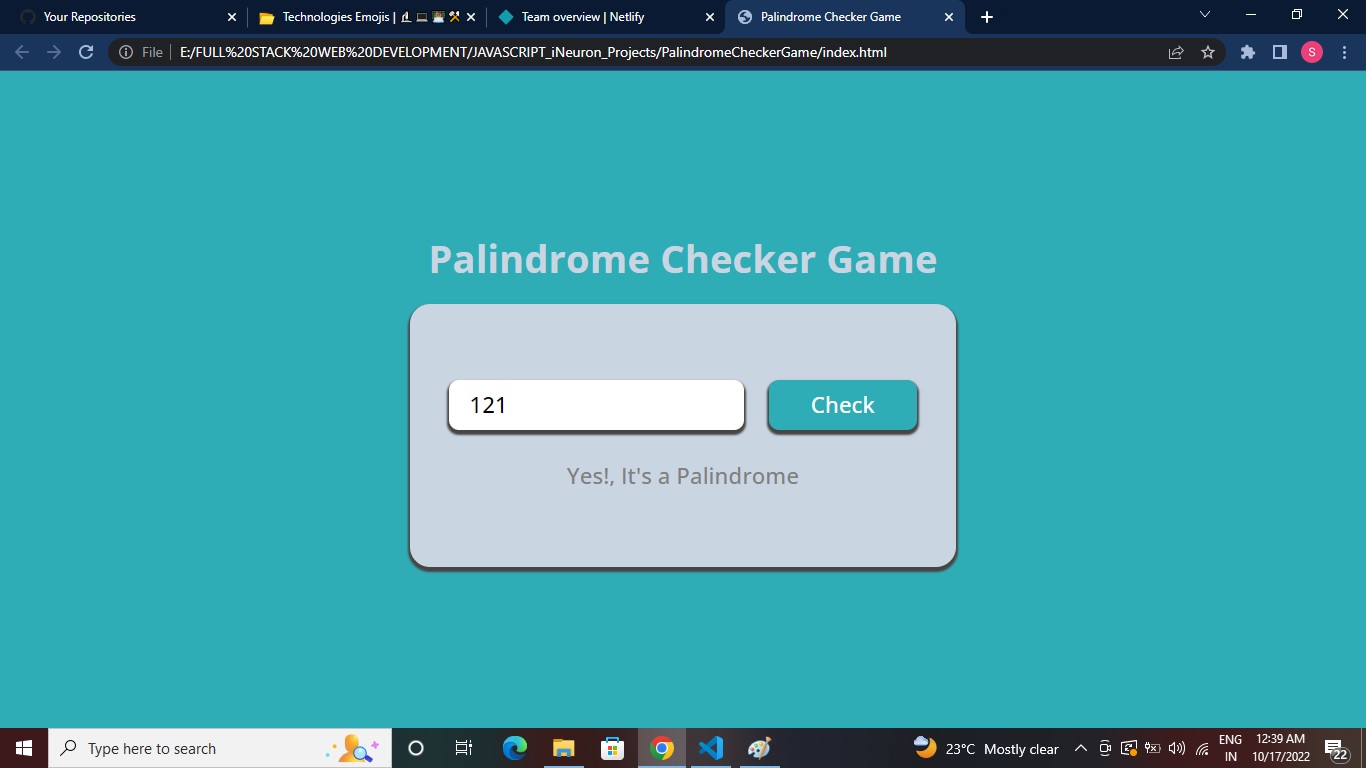 Your Repositories
Technologies Emojis |
Team overview | Netlify
Palindrome Checker Game
File
E:/FULL%20STACK%20WEB%20DEVELOPMENT/JAVASCRIPT_iNeuron_Projects/PalindromeCheckerGame/index.html
S
Palindrome Checker Game
121
Check
Yes!, It's a Palindrome
Type here to search
23°C Mostly clear
ENG
IN
12:39 AM
10/17/2022
22